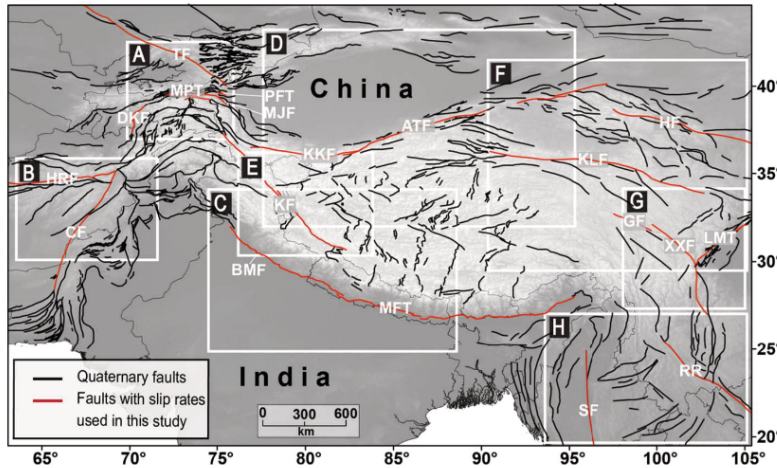 A
TF
D
F
China
40°
MPT
PFT
MJF
DKF
ATF
HF
B
KKF
KLF
35°
E
HRF
C
KF
G
GF
CF
XXF
LMT
30°
BMF
MFT
H
Quaternary faults
Faults with slip rates
used in this study
India
0 300 600
km
RR
SF
25°
20°
65° 70° 75° 80° 85° 90° 95° 100° 105°